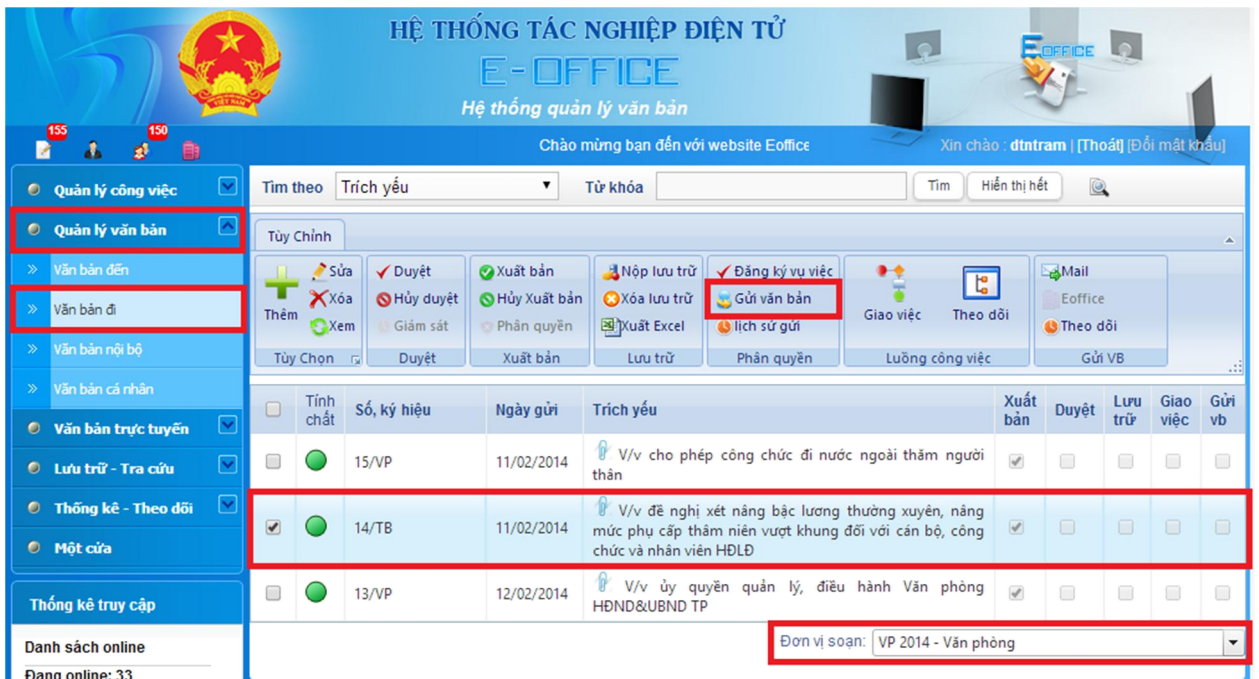 HỆ THỐNG TÁC NGHIỆP ĐIỆN TỬ
E-OFFICE
Hệ thống quản lý văn bản
EOFFICE
VIỆT NAM
155
150
Chào mừng bạn đến với website Eoffice
Xin chào : dtntram | [Thoát] [Đổi mật khẩu]
Quản lý công việc
Quản lý văn bản
Văn bản đến
Văn bản đi
Văn bản nội bộ
Văn bản cá nhân
Văn bản trực tuyến
Lưu trữ - Tra cứu
Thống kê - Theo dõi
Một cửa
Thống kê truy cập
Danh sách online
Đang online: 33
Tìm theo Trích yếu Từ khóa Tìm Hiển thị hết
Tùy Chỉnh
Thêm Sửa Xóa Xem
Tùy Chọn
Duyệt Hủy duyệt Giám sát
Duyệt
Xuất bản Hủy Xuất bản Phân quyền
Xuất bản
Nộp lưu trữ Xóa lưu trữ Xuất Excel
Lưu trữ
Đăng ký vụ việc Gửi văn bản lịch sử gửi
Phân quyền
Giao việc Theo dõi
Luồng công việc
Mail Eoffice Theo dõi
Gửi VB
Tính chất Số, ký hiệu Ngày gửi Trích yếu Xuất bản Duyệt Lưu trữ Giao việc Gửi vb
15/VP 11/02/2014 V/v cho phép công chức đi nước ngoài thăm người
thân
14/TB 11/02/2014 V/v đề nghị xét nâng bậc lương thường xuyên, nâng
mức phụ cấp thâm niên vượt khung đối với cán bộ, công
chức và nhân viên HĐLĐ
13/VP 12/02/2014 V/v ủy quyền quản lý, điều hành Văn phòng
HĐND&UBND TP
Đơn vị soạn: VP 2014 - Văn phòng